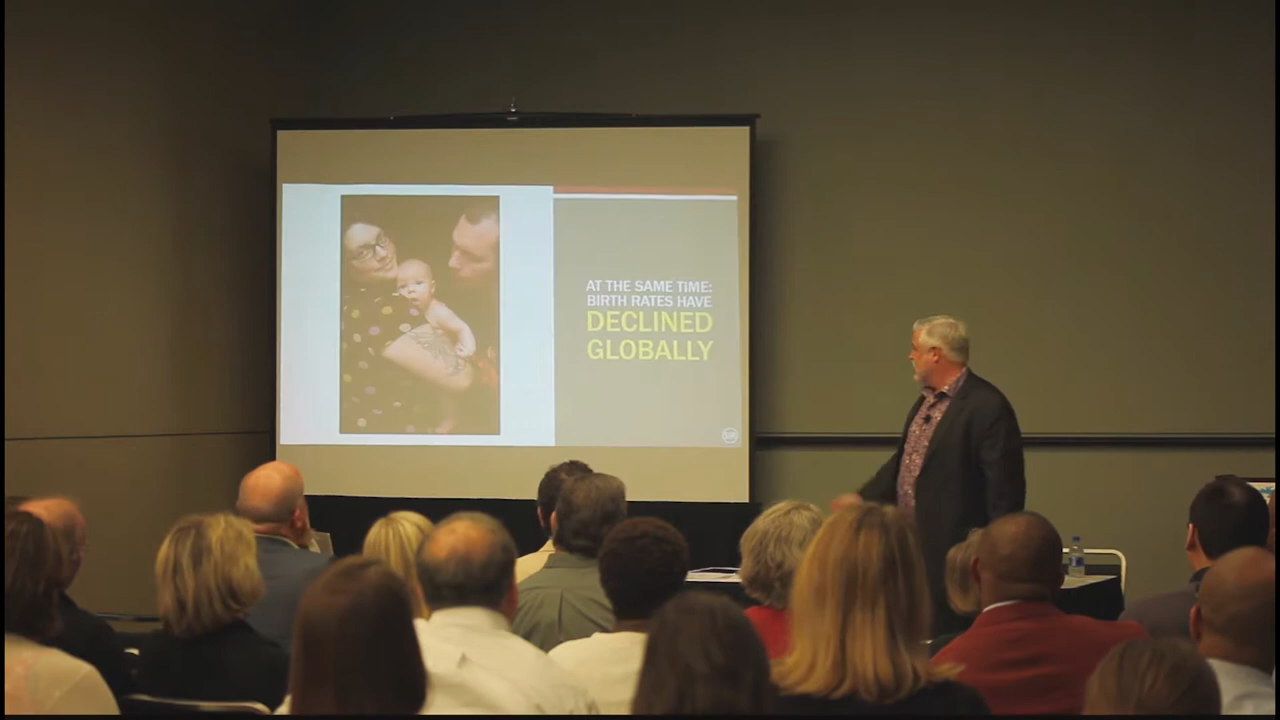 AT THE SAME TIME:
BIRTH RATES HAVE
DECLINED
GLOBALLY